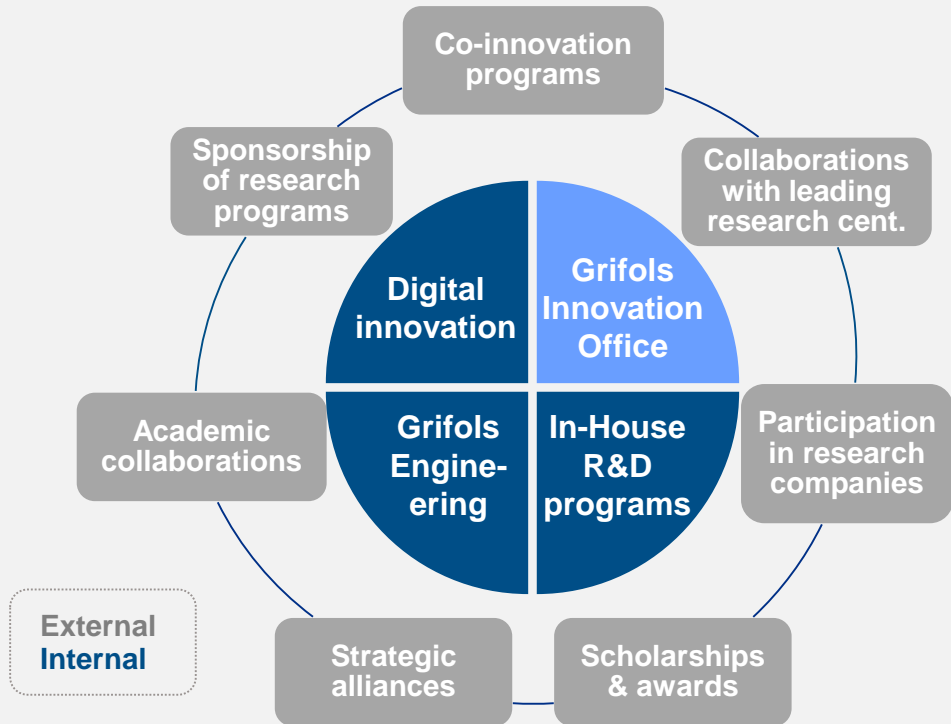 Co-innovation
programs
Sponsorship
of research
programs
Collaborations
with leading
research cent.
Digital
innovation
Grifols
Innovation
Office
Academic
collaborations
Grifols
Engine-
ering
In-House
R&D
programs
Participation
in research
companies
External
Internal
Strategic
alliances
Scholarships
& awards